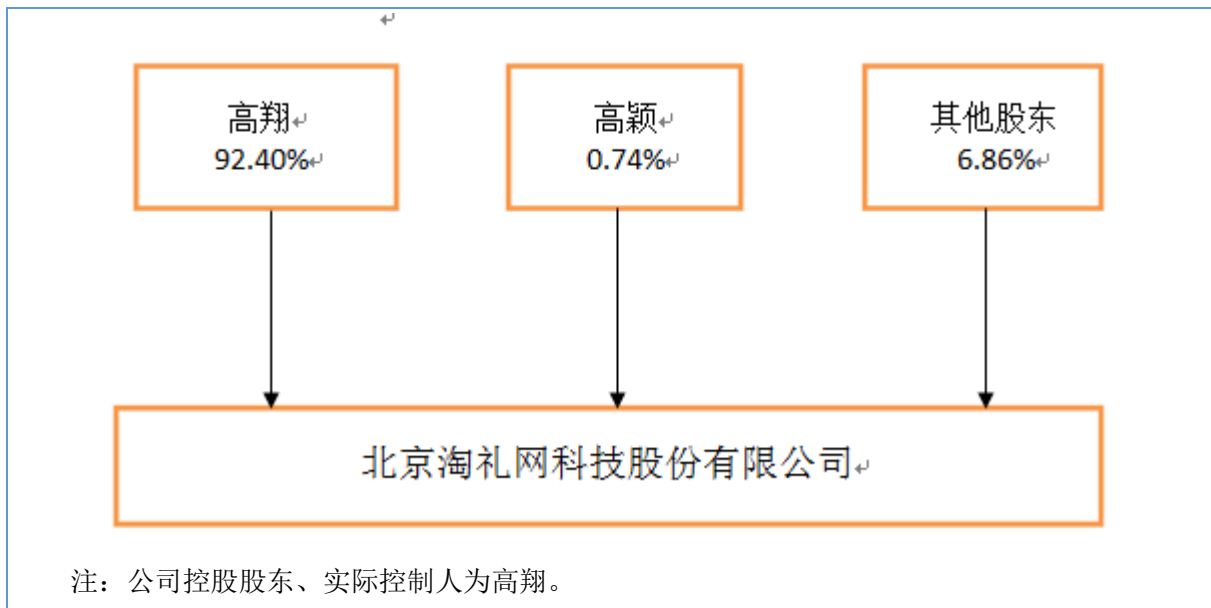 高翔
92.40%
高颖
0.74%
其他股东
6.86%
北京淘礼网科技股份有限公司
注：公司控股股东、实际控制人为高翔。